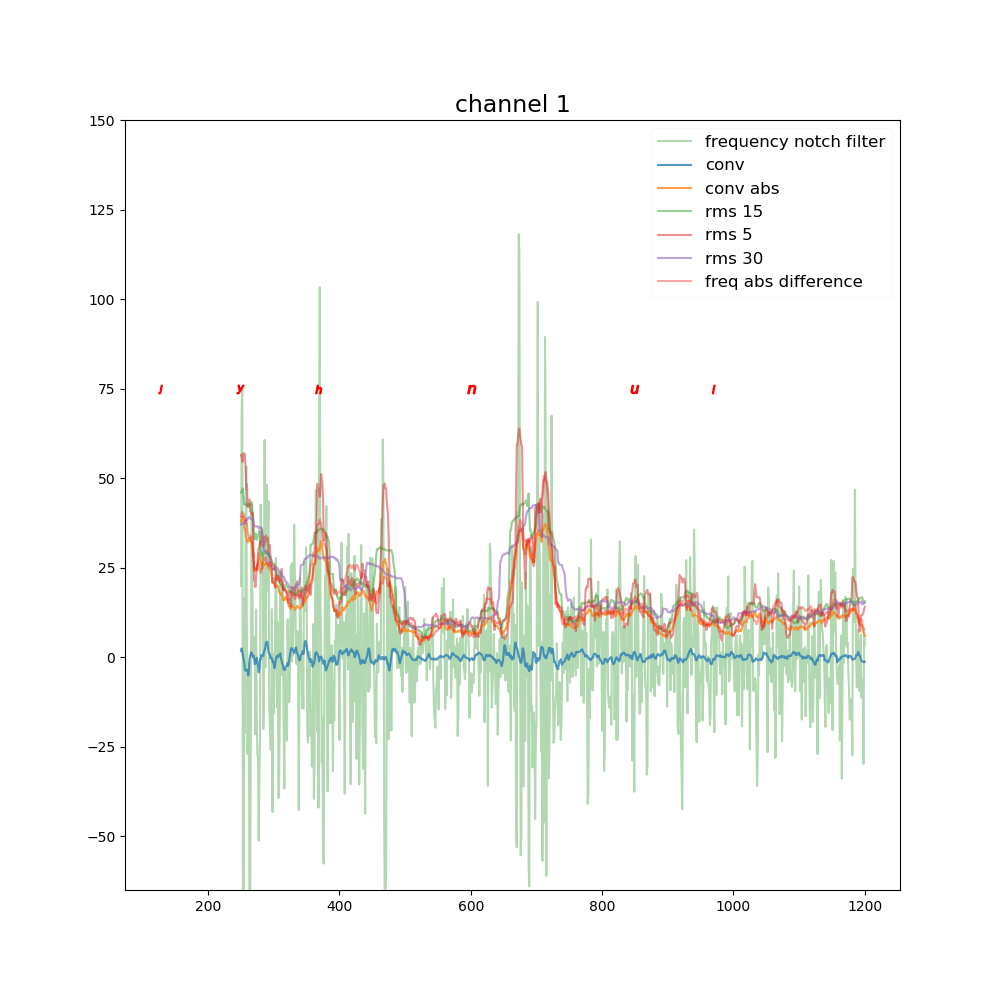 channel 1
150
125
100
75
50
25
0
−25
−50
200 400 600 800 1000 1200
frequency notch filter
conv
conv abs
rms 15
rms 5
rms 30
freq abs difference
j y h n u l